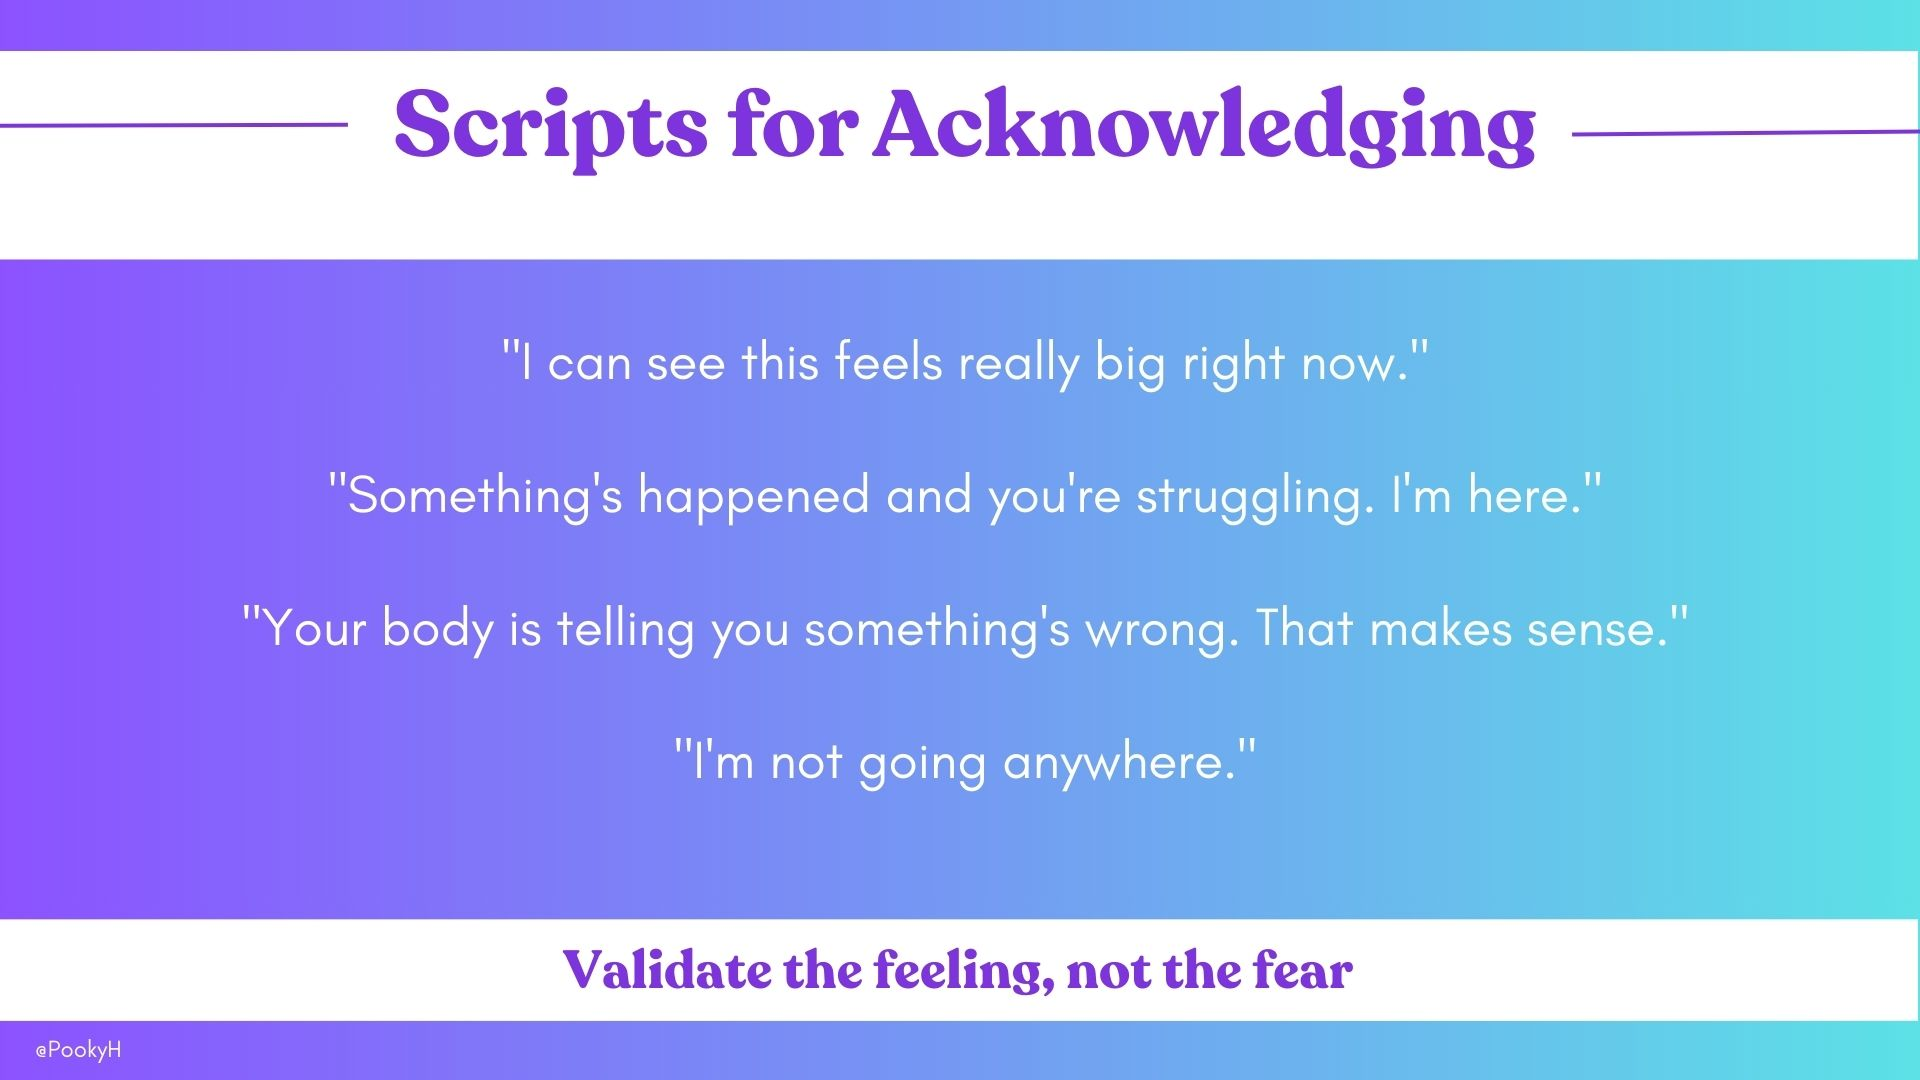 Scripts for Acknowledging
"I can see this feels really big right now."
"Something's happened and you're struggling. I'm here."
"Your body is telling you something's wrong. That makes sense."
"I'm not going anywhere."
Validate the feeling, not the fear
@PookyH